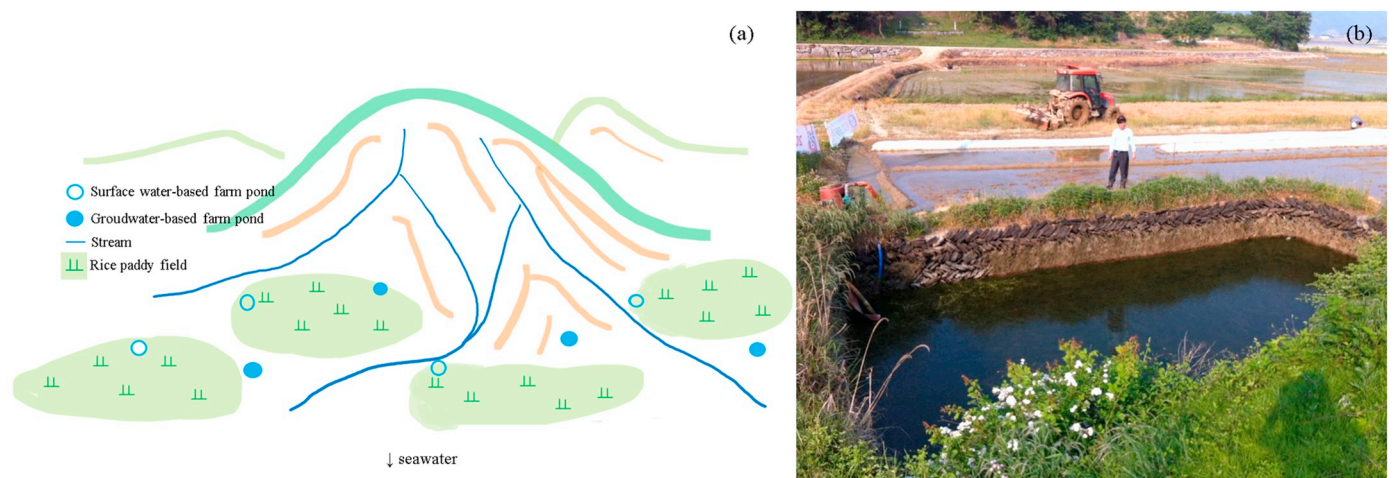 (a)
Surface water-based farm pond
Groudwater-based farm pond
Stream
Rice paddy field
↓ seawater
(b)